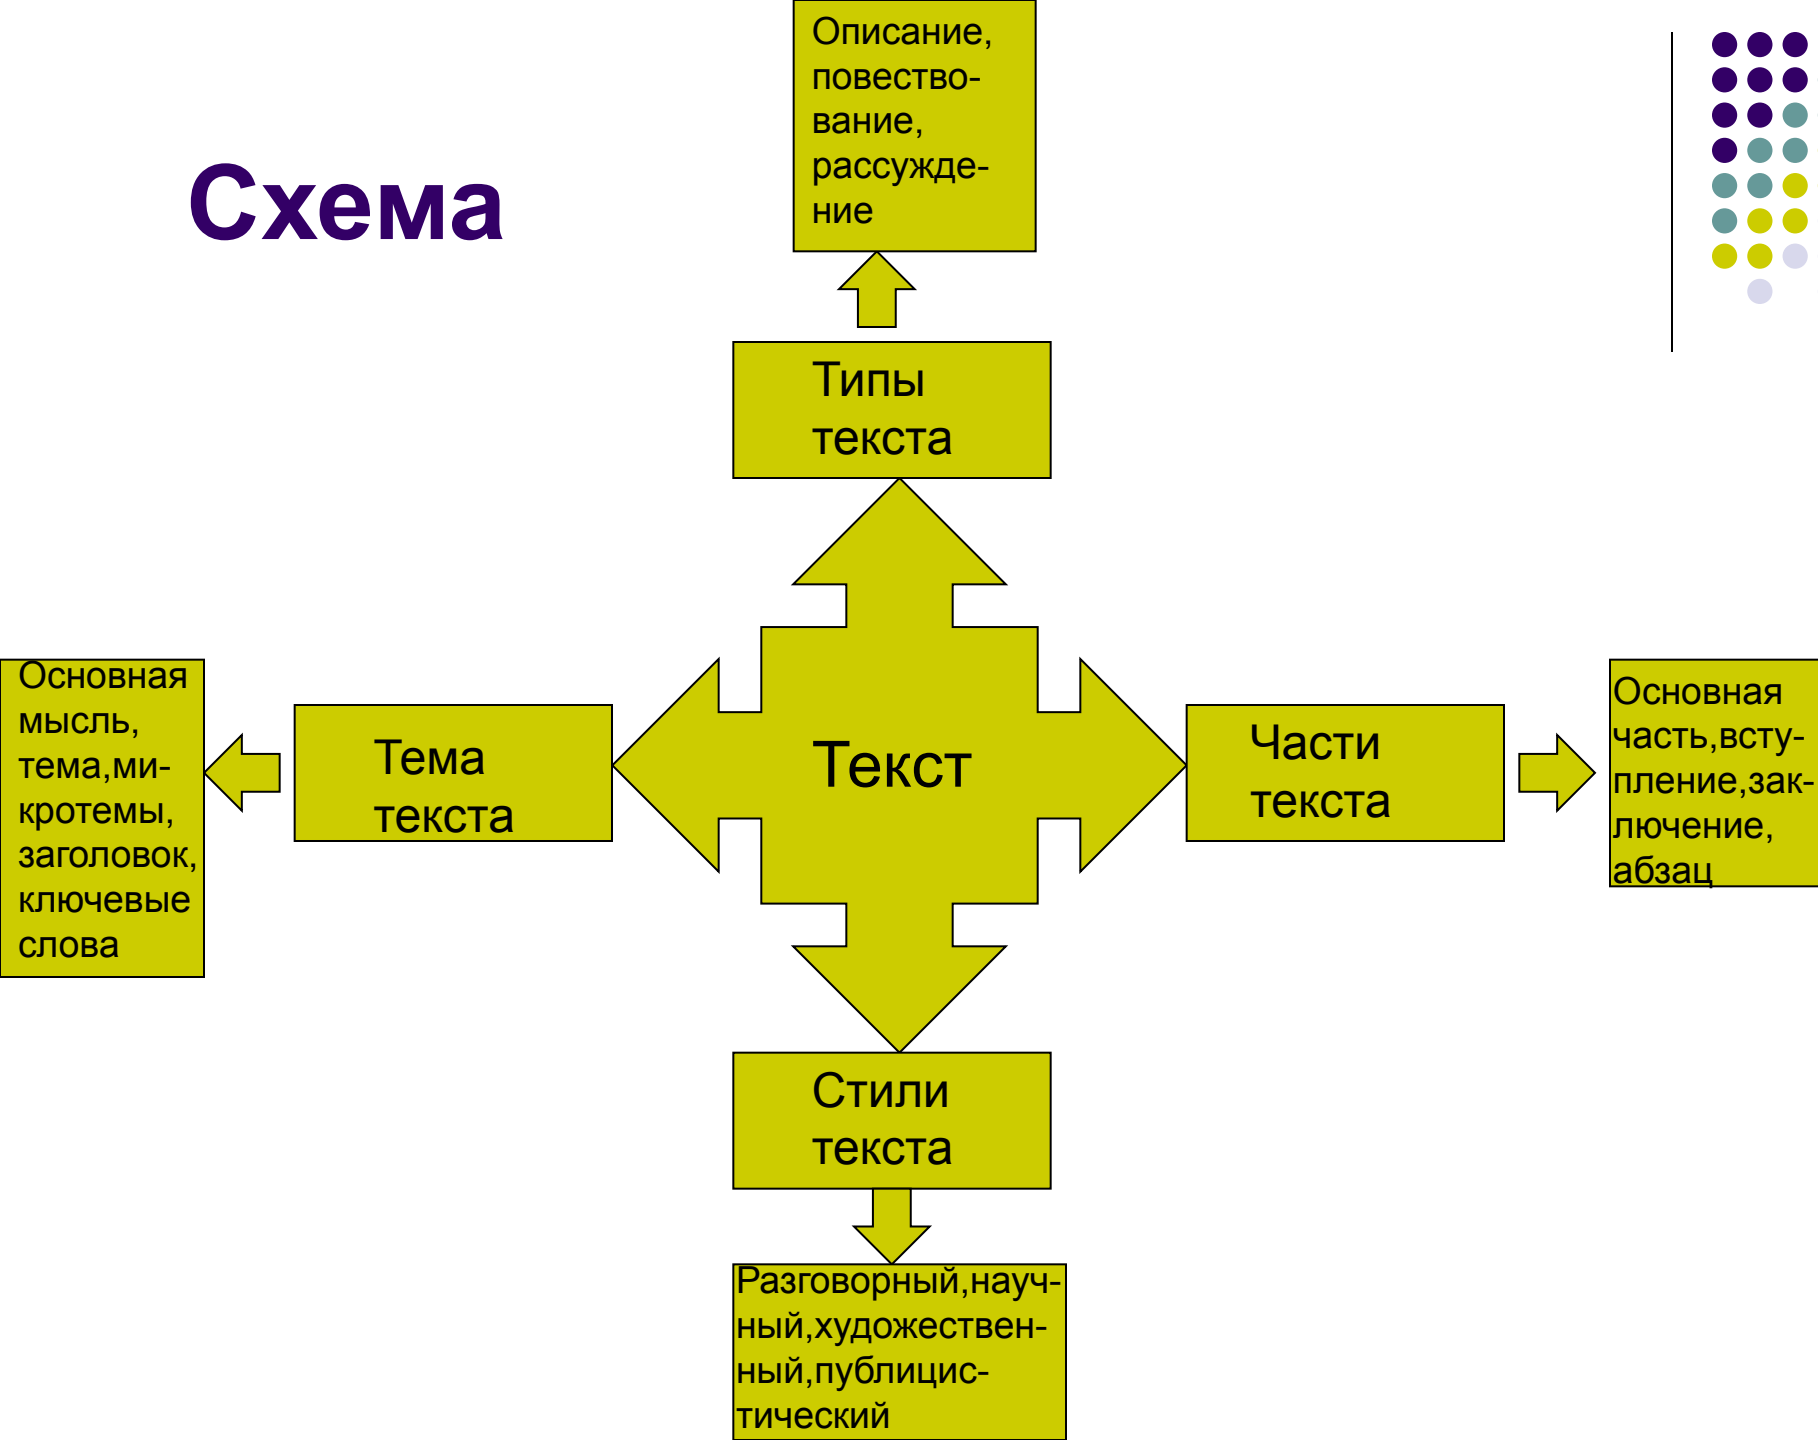 Схема
Описание,
повество-
вание,
рассужде-
ние
Типы
текста
Основная
мысль,
тема,ми-
кротемы,
заголовок,
ключевые
слова
Тема
текста
Текст
Части
текста
Основная
часть,всту-
пление,зак-
лючение,
абзац
Стили
текста
Разговорный,науч-
ный,художествен-
ный,публицис-
тический